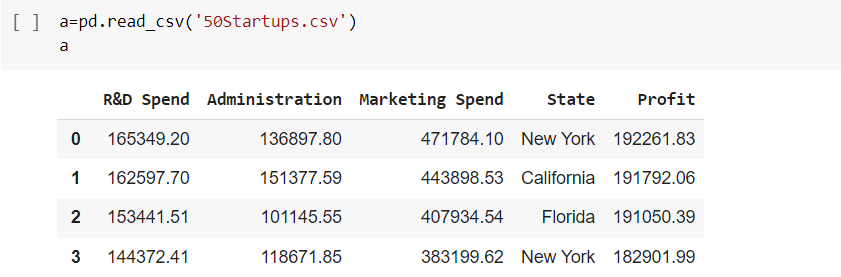 [ ] a=pd.read_csv('50Startups.csv')
a
R&D Spend Administration Marketing Spend State Profit
0 165349.20 136897.80 471784.10 New York 192261.83
1 162597.70 151377.59 443898.53 California 191792.06
2 153441.51 101145.55 407934.54 Florida 191050.39
3 144372.41 118671.85 383199.62 New York 182901.99